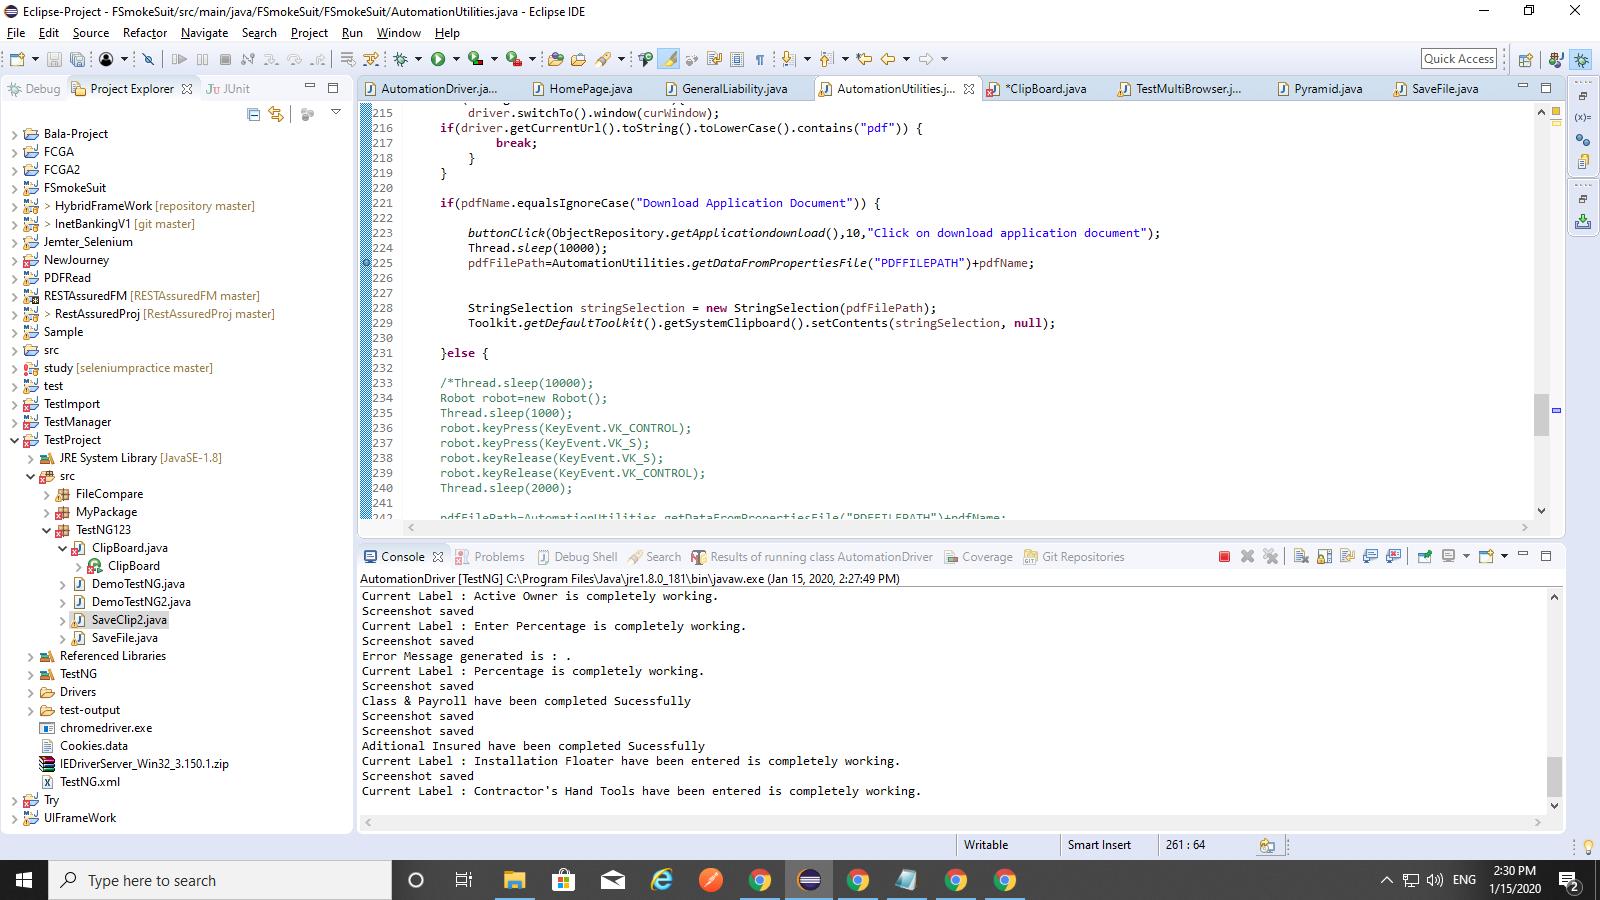 Eclipse-Project - FSmokeSuit/src/main/java/FSmokeSuit/FSmokeSuit/AutomationUtilities.java - Eclipse IDE
File Edit Source Refactor Navigate Search Project Run Window Help
Quick Access
Debug Project Explorer JUnit
AutomationDriver.ja... HomePage.java GeneralLiability.java AutomationUtilities.j... *ClipBoard.java TestMultiBrowser.j... Pyramid.java SaveFile.java
Bala-Project
FCGA
FCGA2
FSmokeSuit
> HybridFrameWork [repository master]
> InetBankingV1 [git master]
Jemter_Selenium
NewJourney
PDFRead
RESTAssuredFM [RESTAssuredFM master]
> RestAssuredProj [RestAssuredProj master]
Sample
src
study [seleniumpractice master]
test
TestImport
TestManager
TestProject
JRE System Library [JavaSE-1.8]
src
FileCompare
MyPackage
TestNG123
ClipBoard.java
ClipBoard
DemoTestNG.java
DemoTestNG2.java
SaveClip2.java
SaveFile.java
Referenced Libraries
TestNG
Drivers
test-output
chromedriver.exe
Cookies.data
IEDriverServer_Win32_3.150.1.zip
TestNG.xml
Try
UIFrameWork
215 driver.switchTo().window(curWindow);
216 if(driver.getCurrentUrl().toString().toLowerCase().contains("pdf")) {
217 break;
218 }
219 }
220
221 if(pdfName.equalsIgnoreCase("Download Application Document")) {
222
223 buttonClick(ObjectRepository.getApplicationdownload(),10,"Click on download application document");
224 Thread.sleep(10000);
225 pdfFilePath=AutomationUtilities.getDataFromPropertiesFile("PDFFILEPATH")+pdfName;
226
227
228 StringSelection stringSelection = new StringSelection(pdfFilePath);
229 Toolkit.getDefaultToolkit().getSystemClipboard().setContents(stringSelection, null);
230
231 }else {
232
233 /*Thread.sleep(10000);
234 Robot robot=new Robot();
235 Thread.sleep(1000);
236 robot.keyPress(KeyEvent.VK_CONTROL);
237 robot.keyPress(KeyEvent.VK_S);
238 robot.keyRelease(KeyEvent.VK_S);
239 robot.keyRelease(KeyEvent.VK_CONTROL);
240 Thread.sleep(2000);
241
242 pdfFilePath=AutomationUtilities.getDataFromPropertiesFile("PDFFILEPATH")+pdfName;
Console Problems Debug Shell Search Results of running class AutomationDriver Coverage Git Repositories
AutomationDriver [TestNG] C:\Program Files\Java\jre1.8.0_181\bin\javaw.exe (Jan 15, 2020, 2:27:49 PM)
Current Label : Active Owner is completely working.
Screenshot saved
Current Label : Enter Percentage is completely working.
Screenshot saved
Error Message generated is : .
Current Label : Percentage is completely working.
Screenshot saved
Class & Payroll have been completed Sucessfully
Screenshot saved
Screenshot saved
Aditional Insured have been completed Sucessfully
Current Label : Installation Floater have been entered is completely working.
Screenshot saved
Current Label : Contractor's Hand Tools have been entered is completely working.
Writable Smart Insert 261 : 64
Type here to search
ENG
2:30 PM
1/15/2020
2